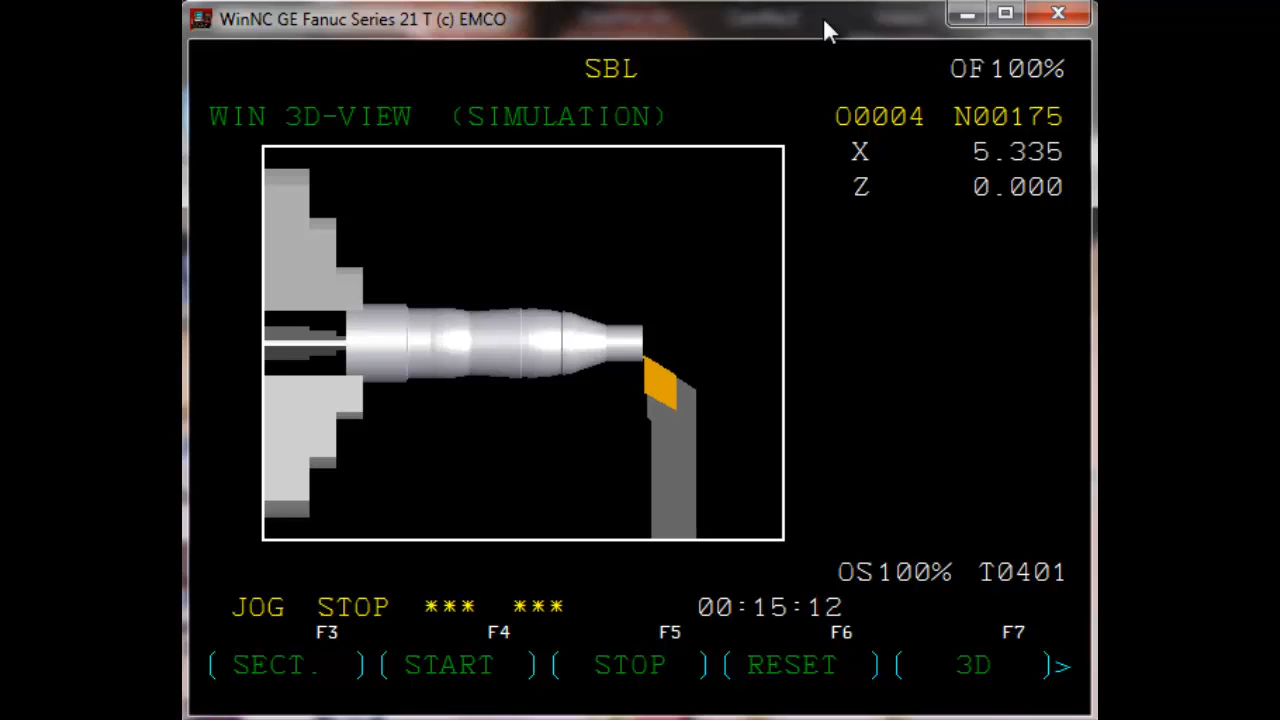 WinNC GE Fanuc Series 21 T (c) EMCO
SBL OF100%
WIN 3D-VIEW (SIMULATION) O0004 N00175
X 5.335
Z 0.000
OS100% T0401
JOG STOP *** *** 00:15:12
F3 F4 F5 F6 F7
( SECT. )( START )( STOP )( RESET )( 3D )>